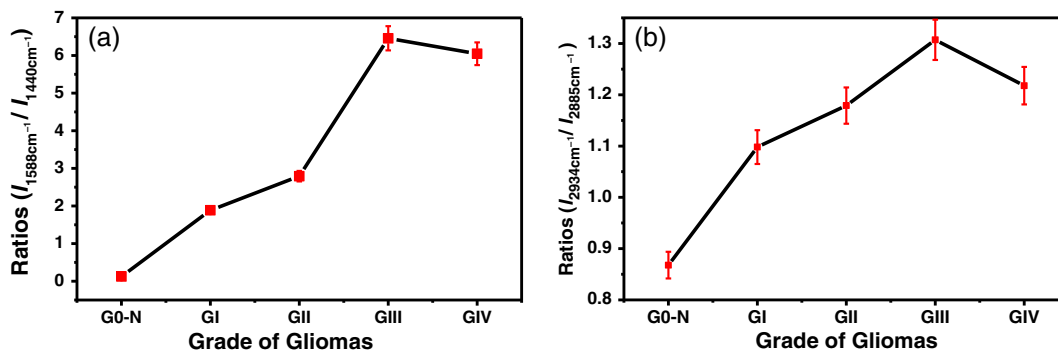 (a)
Ratios (I1588cm−1/ I1440cm−1)
7
6
5
4
3
2
1
0
G0-N GI GII GIII GIV
Grade of Gliomas
(b)
Ratios (I2934cm−1/ I2885cm−1)
1.3
1.2
1.1
1.0
0.9
0.8
G0-N GI GII GIII GIV
Grade of Gliomas